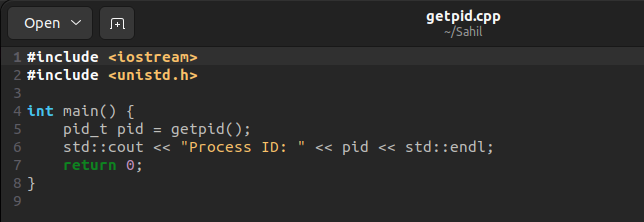 Open
getpid.cpp
~/Sahil
1 #include <iostream>
2 #include <unistd.h>
3
4 int main() {
5     pid_t pid = getpid();
6     std::cout << "Process ID: " << pid << std::endl;
7     return 0;
8 }
9